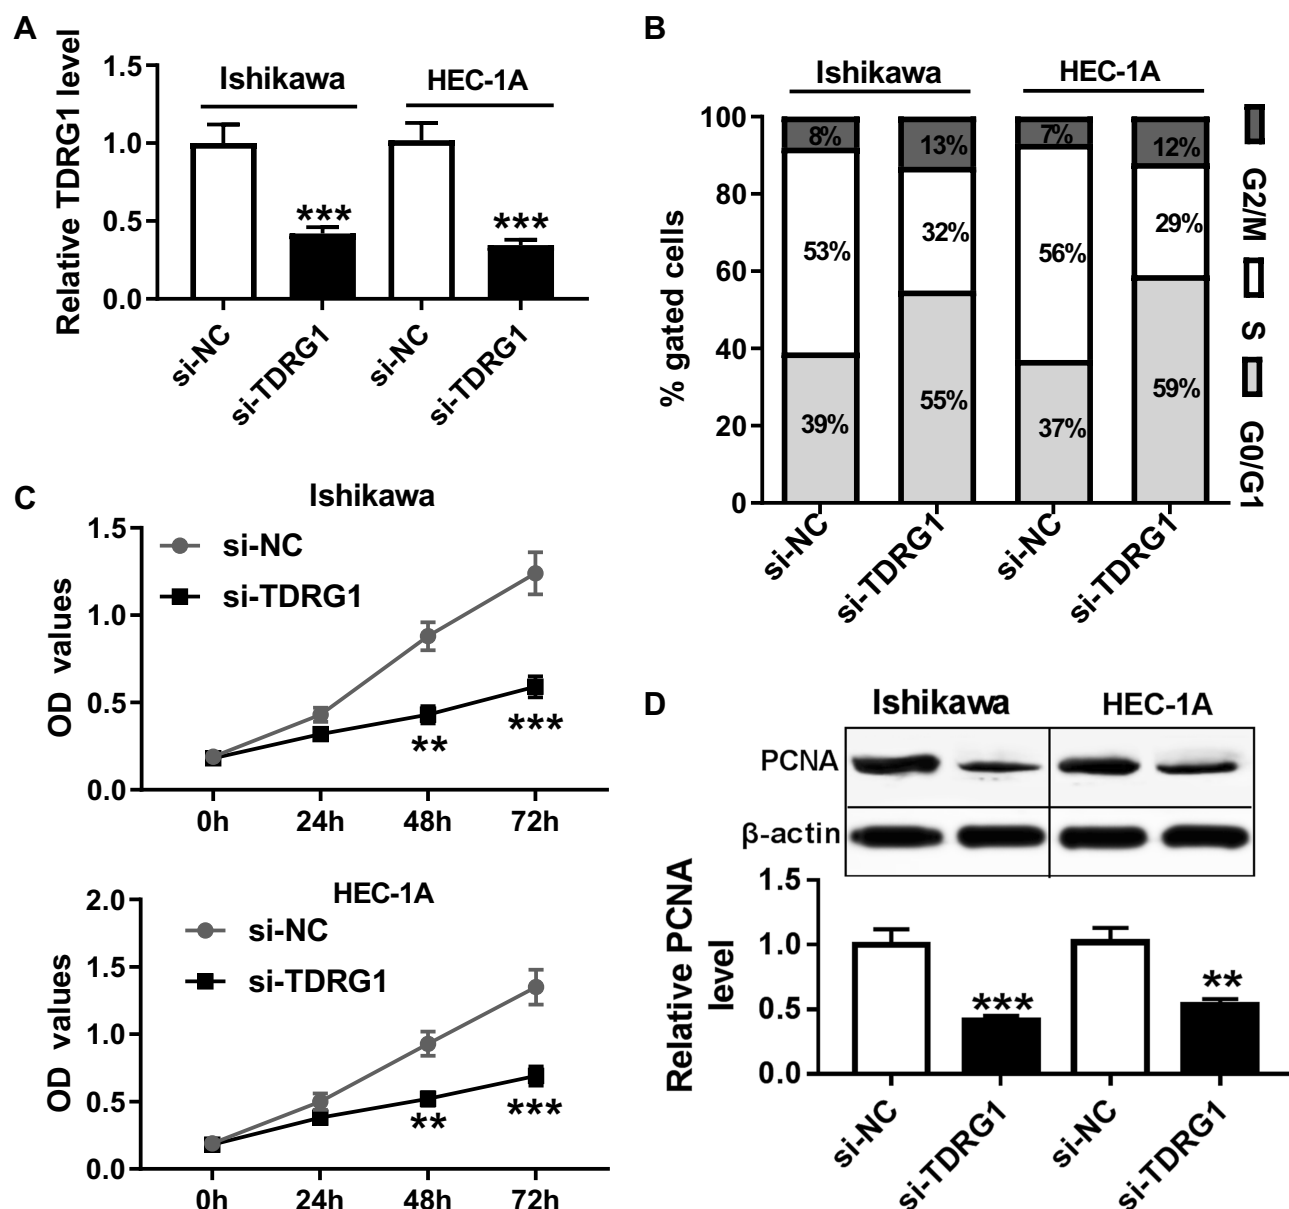 A
Relative TDRG1 level
1.5
1.0
0.5
0.0
Ishikawa
HEC-1A
***
***
si-NC
si-TDRG1
si-NC
si-TDRG1
B
% gated cells
100
80
60
40
20
0
Ishikawa
HEC-1A
8%
13%
7%
12%
53%
32%
56%
29%
39%
55%
37%
59%
si-NC
si-TDRG1
si-NC
si-TDRG1
G2/M
S
G0/G1
C
Ishikawa
OD values
1.5
1.0
0.5
0.0
si-NC
si-TDRG1
**
***
0h
24h
48h
72h
HEC-1A
OD values
2.0
1.5
1.0
0.5
0.0
si-NC
si-TDRG1
**
***
0h
24h
48h
72h
D
Ishikawa
HEC-1A
PCNA
β-actin
Relative PCNA
level
1.5
1.0
0.5
0.0
***
**
si-NC
si-TDRG1
si-NC
si-TDRG1